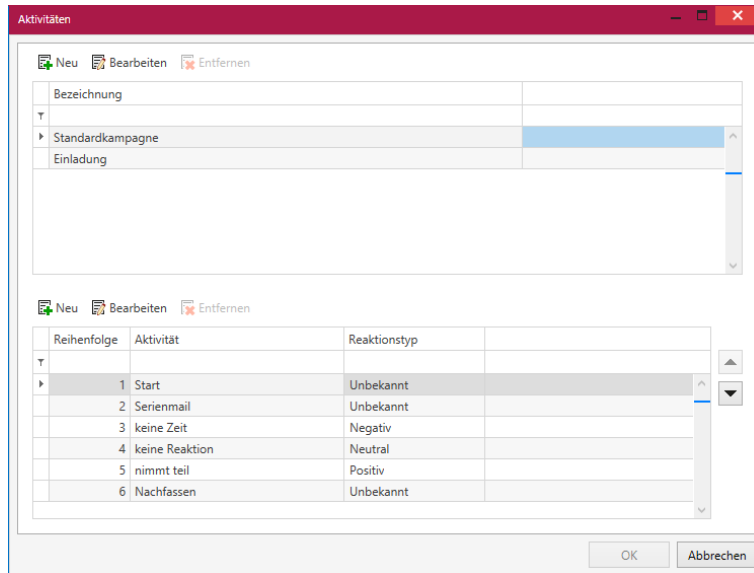 Aktivitäten
Neu Bearbeiten Entfernen
Bezeichnung
Standardkampagne
Einladung
Neu Bearbeiten Entfernen
Reihenfolge Aktivität Reaktionstyp
1 Start Unbekannt
2 Serienmail Unbekannt
3 keine Zeit Negativ
4 keine Reaktion Neutral
5 nimmt teil Positiv
6 Nachfassen Unbekannt
OK Abbrechen